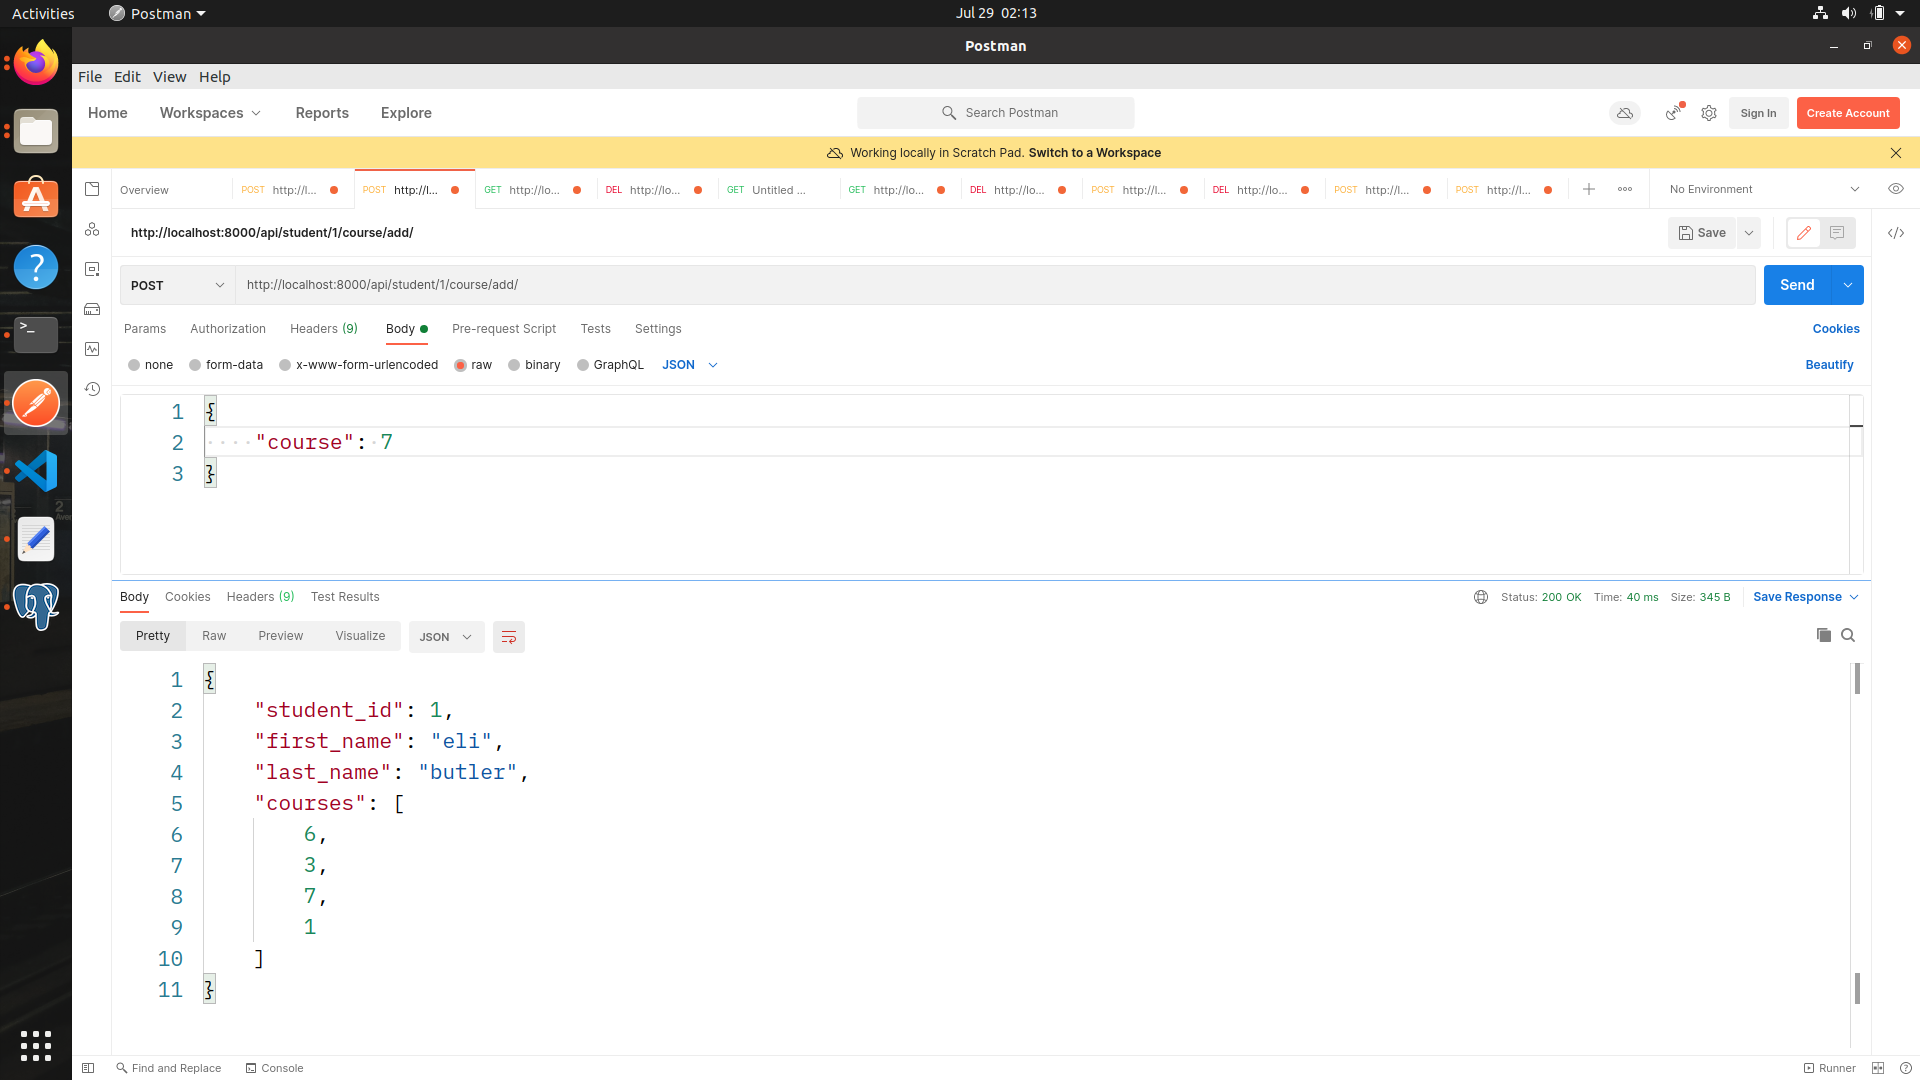 Activities
Postman
Jul 29 02:13
Postman
File Edit View Help
Home Workspaces Reports Explore
Search Postman
Sign In
Create Account
Working locally in Scratch Pad. Switch to a Workspace
Overview
POST http://l...
POST http://l...
GET http://lo...
DEL http://lo...
GET Untitled ...
GET http://lo...
DEL http://lo...
POST http://l...
DEL http://lo...
POST http://l...
POST http://l...
No Environment
http://localhost:8000/api/student/1/course/add/
Save
POST
http://localhost:8000/api/student/1/course/add/
Send
Params Authorization Headers (9) Body Pre-request Script Tests Settings
Cookies
none form-data x-www-form-urlencoded raw binary GraphQL JSON
Beautify
1 {
2 "course": 7
3 }
Body Cookies Headers (9) Test Results
Status: 200 OK Time: 40 ms Size: 345 B
Save Response
Pretty Raw Preview Visualize JSON
1 {
2 "student_id": 1,
3 "first_name": "eli",
4 "last_name": "butler",
5 "courses": [
6 6,
7 3,
8 7,
9 1
10 ]
11 }
Find and Replace
Console
Runner